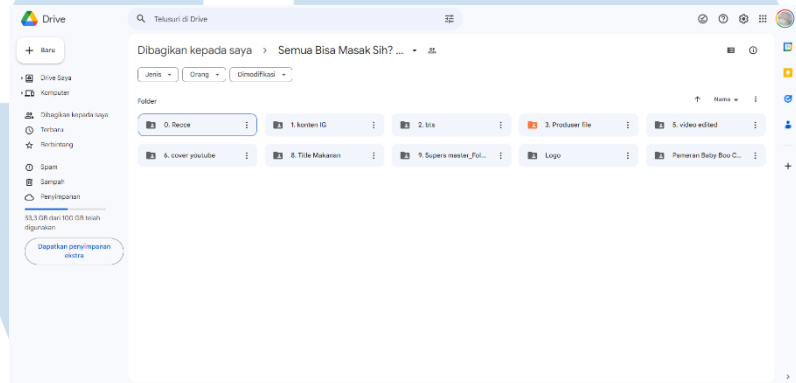 Drive
Telusuri di Drive
Baru
Drive Saya
Komputer
Dibagikan kepada saya
Terbaru
Berbintang
Spam
Sampah
Penyimpanan
53,3 GB dari 100 GB telah
digunakan
Dapatkan penyimpanan
ekstra
Dibagikan kepada saya > Semua Bisa Masak Sih? ...
Jenis Orang Dimodifikasi
Folder Nama
0. Recce 1. konten IG 2. bts 3. Produser file 5. video edited
6. cover youtube 8. Title Makanan 9. Supers master_Fol... Logo Pameran Baby Boo C...